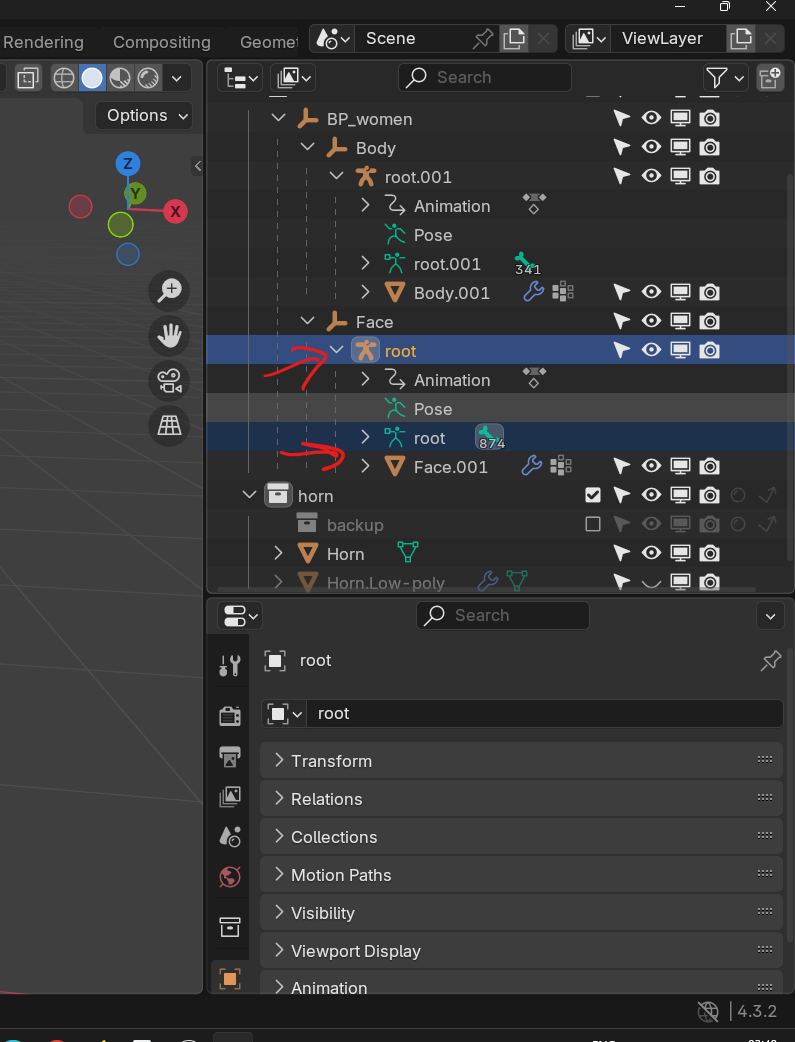 Rendering Compositing Scene ViewLayer
Options Search
BP_women
Body
root.001
Z
Y
Animation
X
Pose
root.001 341
Body.001
Face
root
Animation
Pose
root 874
Face.001
horn
backup
Horn
Horn.Low-poly
Search
root
root
Transform
Relations
Collections
Motion Paths
Visibility
Viewport Display
Animation
4.3.2